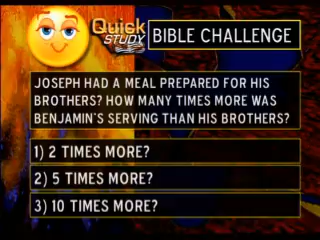 Quick
STUDY
BIBLE CHALLENGE
JOSEPH HAD A MEAL PREPARED FOR HIS
BROTHERS? HOW MANY TIMES MORE WAS
BENJAMIN'S SERVING THAN HIS BROTHERS?
1) 2 TIMES MORE?
2) 5 TIMES MORE?
3) 10 TIMES MORE?